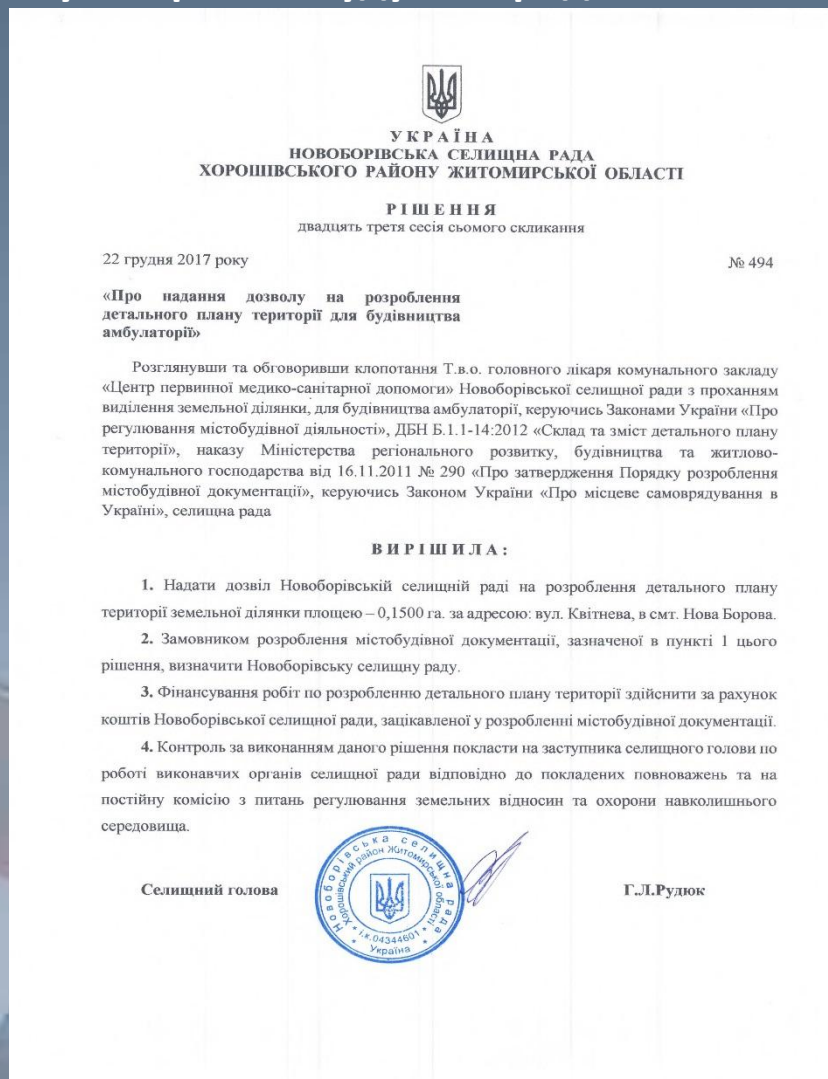 УКРАЇНА
НОВОБОРІВСЬКА СЕЛИЩНА РАДА
ХОРОШІВСЬКОГО РАЙОНУ ЖИТОМИРСЬКОЇ ОБЛАСТІ
РІШЕННЯ
двадцять третя сесія сьомого скликання
22 грудня 2017 року
№ 494
«Про надання дозволу на розроблення
детального плану території для будівництва
амбулаторії»
Розглянувши та обговоривши клопотання Т.в.о. головного лікаря комунального закладу
«Центр первинної медико-санітарної допомоги» Новоборівської селищної ради з проханням
виділення земельної ділянки, для будівництва амбулаторії, керуючись Законами України «Про
регулювання містобудівної діяльності», ДБН Б.1.1-14:2012 «Склад та зміст детального плану
території», наказу Міністерства регіонального розвитку, будівництва та житлово-
комунального господарства від 16.11.2011 № 290 «Про затвердження Порядку розроблення
містобудівної документації», керуючись Законом України «Про місцеве самоврядування в
Україні», селищна рада
ВИРІШИЛА:
1. Надати дозвіл Новоборівській селищній раді на розроблення детального плану
території земельної ділянки площею – 0,1500 га. за адресою: вул. Квітнева, в смт. Нова Борова.
2. Замовником розроблення містобудівної документації, зазначеної в пункті 1 цього
рішення, визначити Новоборівську селищну раду.
3. Фінансування робіт по розробленню детального плану території здійснити за рахунок
коштів Новоборівської селищної ради, зацікавленої у розробленні містобудівної документації.
4. Контроль за виконанням даного рішення покласти на заступника селищного голови по
роботі виконавчих органів селищної ради відповідно до покладених повноважень та на
постійну комісію з питань регулювання земельних відносин та охорони навколишнього
середовища.
Селищний голова
Г.Л.Рудюк
Новоборівська селищна рада
Хорошівський район Житомирської області
і.к.04344601
Україна